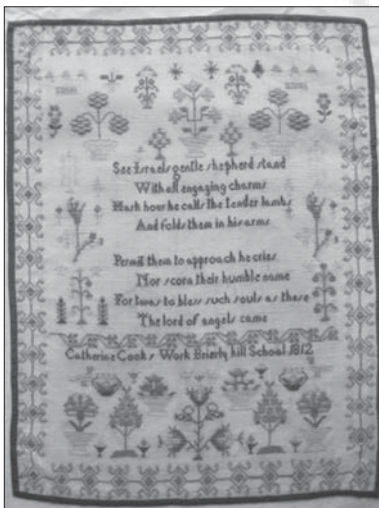 See Israels gentle shepherd stand
With all engaging charms
Hark how he calls the tender lambs
And folds them in his arms
Permit them to approach he cries
Nor scorn their humble name
For twas to bless such souls as these
The lord of angels came
Catherine Cooks Work Brierly hill School 1812